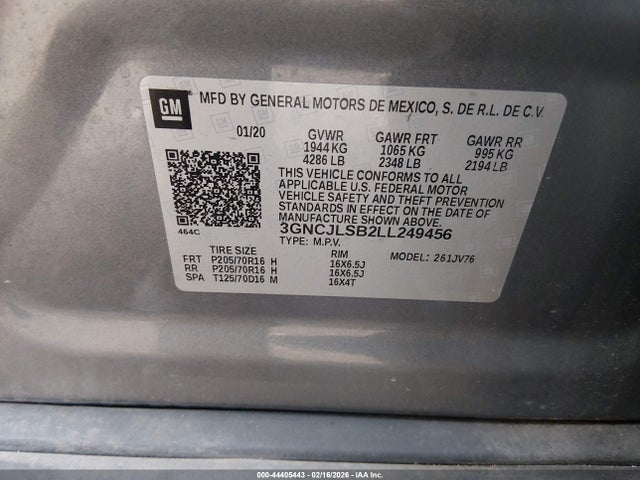 GM
MFD BY GENERAL MOTORS DE MEXICO, S. DE R.L. DE C.V.
01/20 GVWR GAWR FRT GAWR RR
1944 KG 1065 KG 995 KG
4286 LB 2348 LB 2194 LB
THIS VEHICLE CONFORMS TO ALL
APPLICABLE U.S. FEDERAL MOTOR
VEHICLE SAFETY AND THEFT PREVENTION
STANDARDS IN EFFECT ON THE DATE OF
MANUFACTURE SHOWN ABOVE.
464C
3GNCJLSB2LL249456
TYPE: M.P.V. MODEL: 261JV76
TIRE SIZE RIM
FRT P205/70R16 H 16X6.5J
RR P205/70R16 H 16X6.5J
SPA T125/70D16 M 16X4T
000-44405443 - 02/16/2026 - IAA Inc.